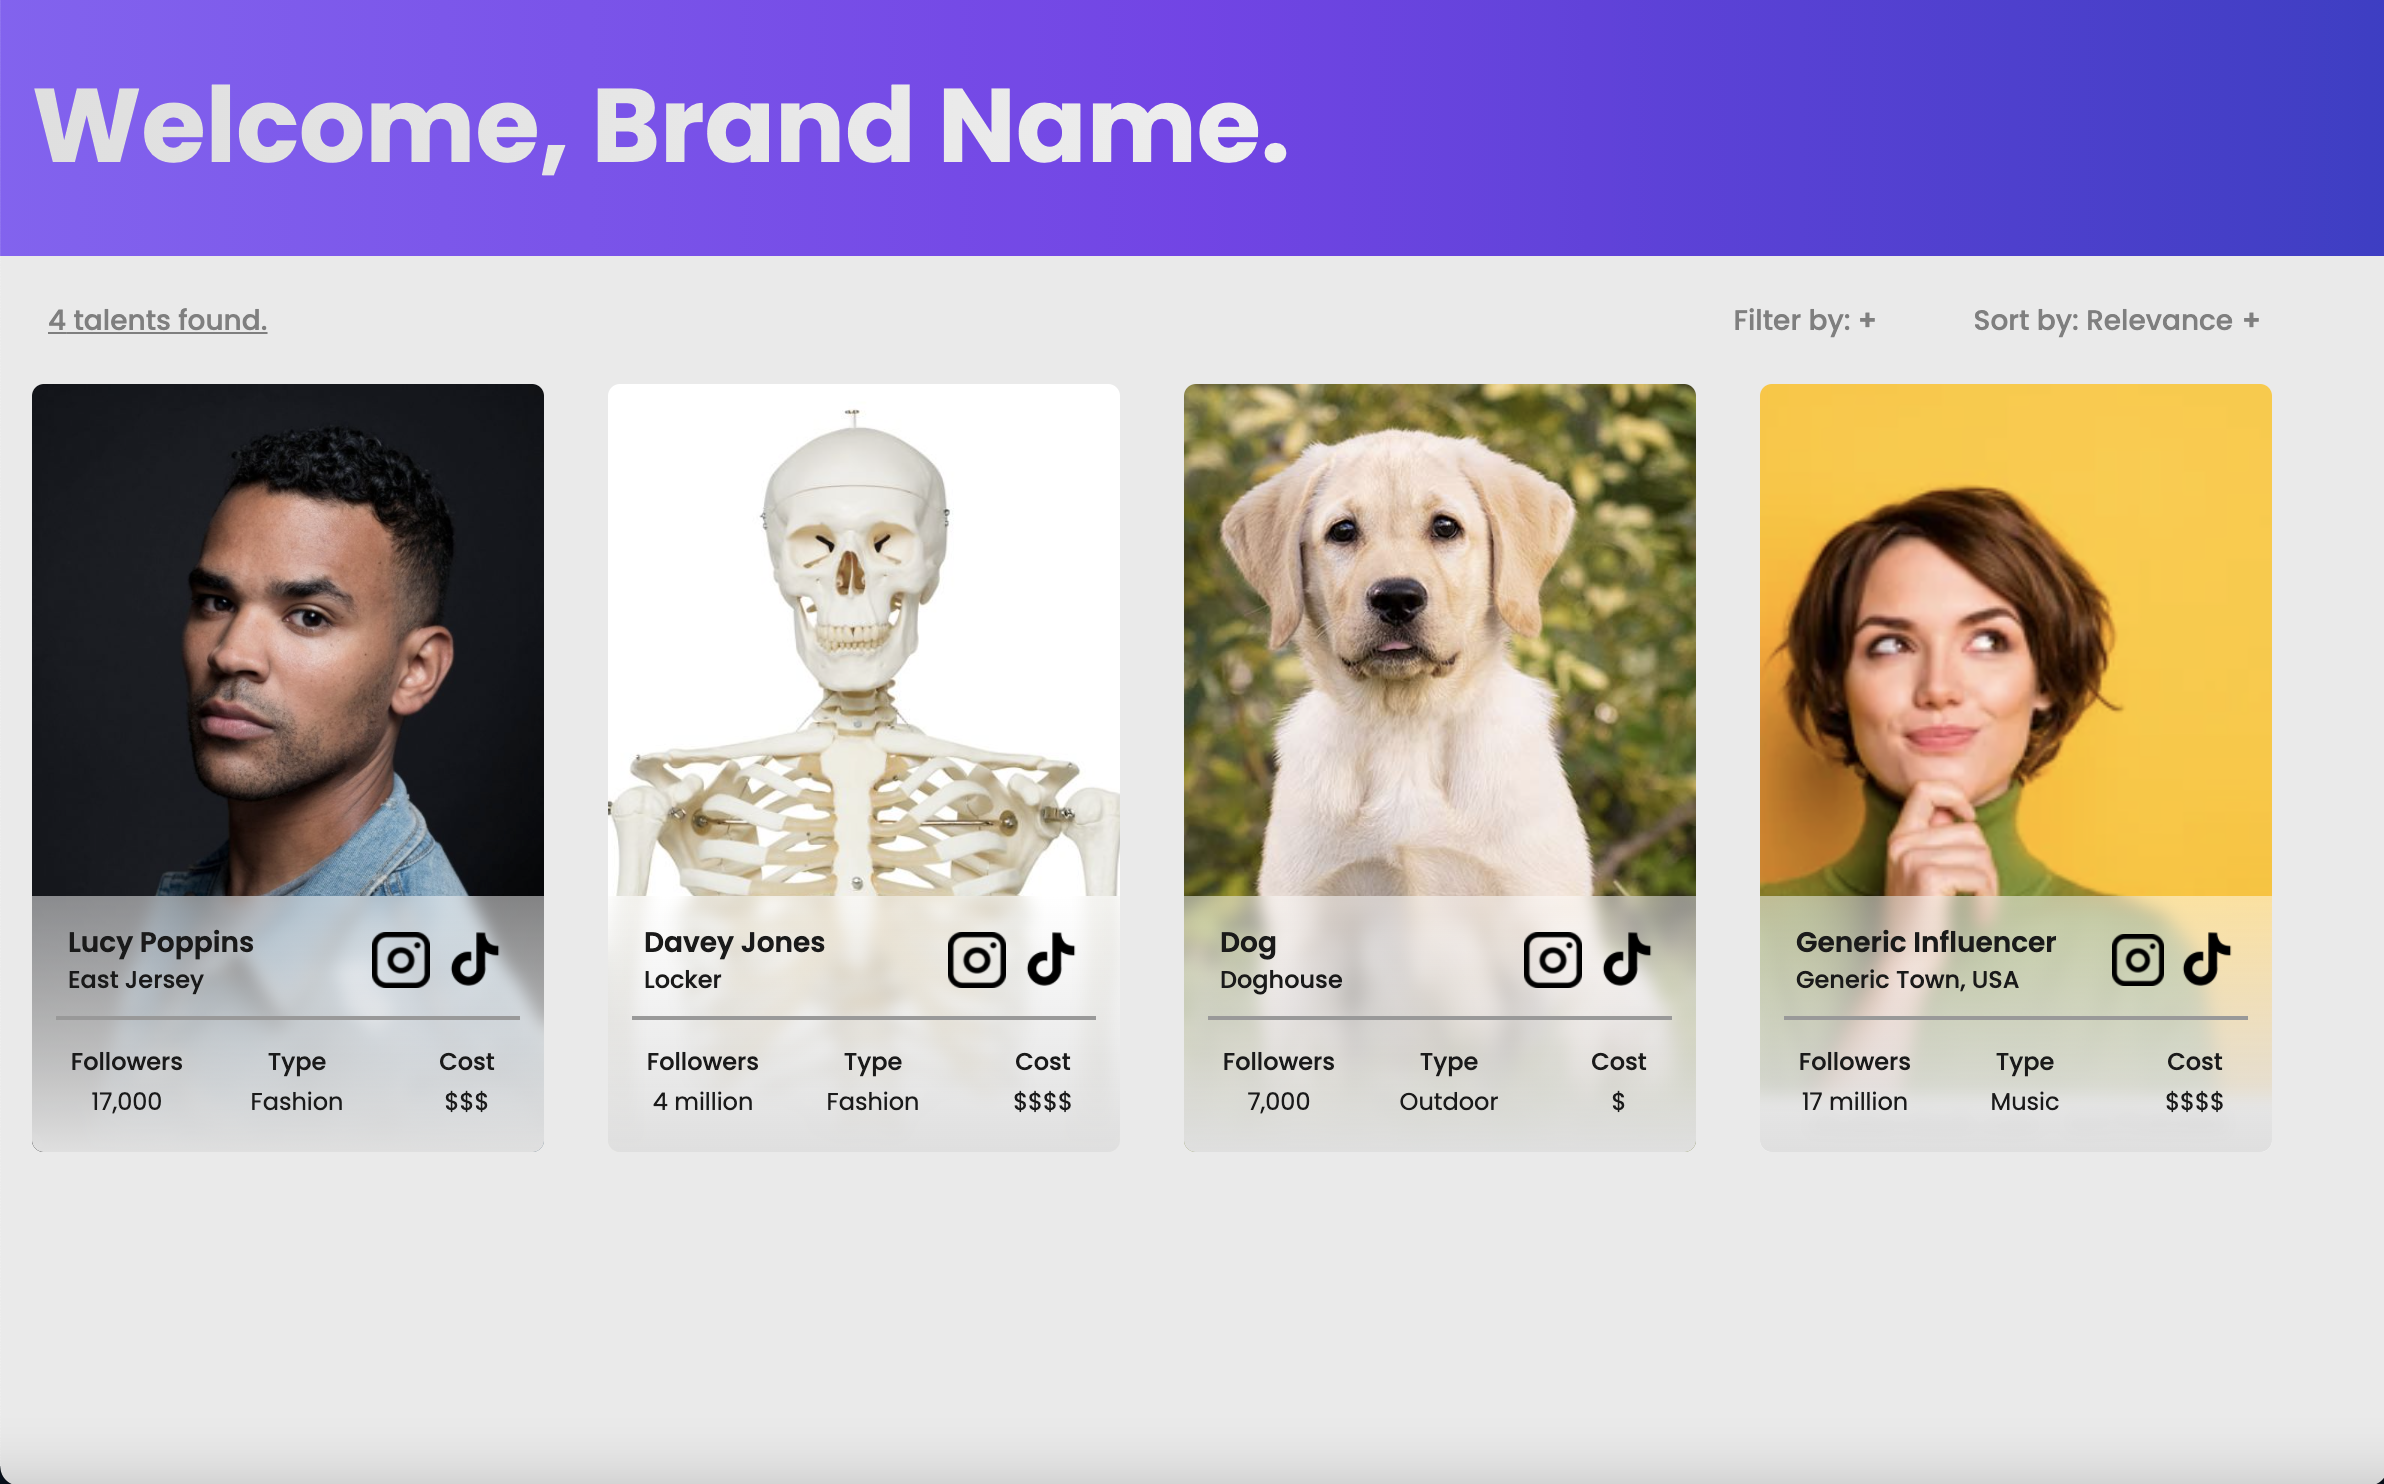 Welcome, Brand Name.
4 talents found.
Filter by: +
Sort by: Relevance +
Lucy Poppins
East Jersey
Followers Type Cost
17,000 Fashion $$$
Davey Jones
Locker
Followers Type Cost
4 million Fashion $$$$
Dog
Doghouse
Followers Type Cost
7,000 Outdoor $
Generic Influencer
Generic Town, USA
Followers Type Cost
17 million Music $$$$